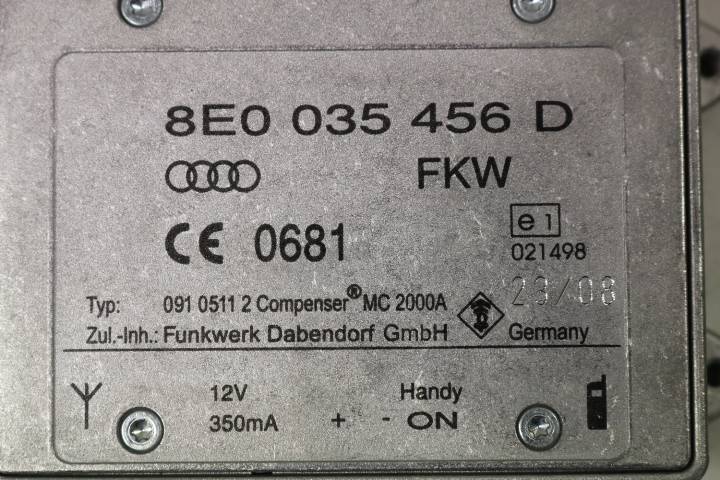 8E0 035 456 D
FKW
CE 0681
e1
021498
23/08
Typ: 091 0511 2 Compenser® MC 2000A
Zul.-Inh.: Funkwerk Dabendorf GmbH Germany
12V Handy
350mA + - ON